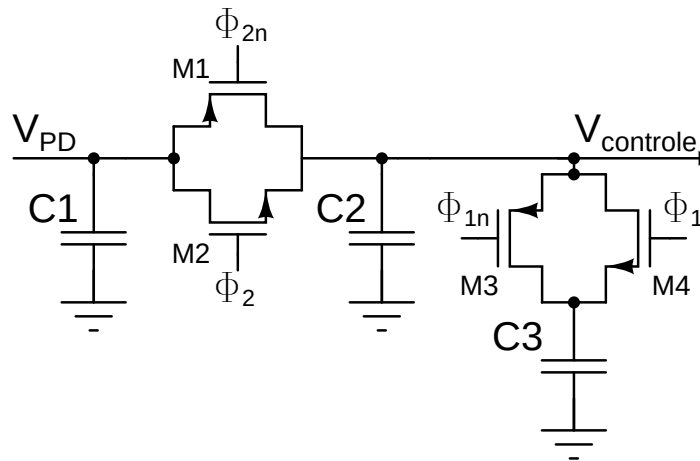 Φ2n
M1
VPD
Vcontrole
C1
C2
Φ1n
Φ1
M2
Φ2
M3
M4
C3